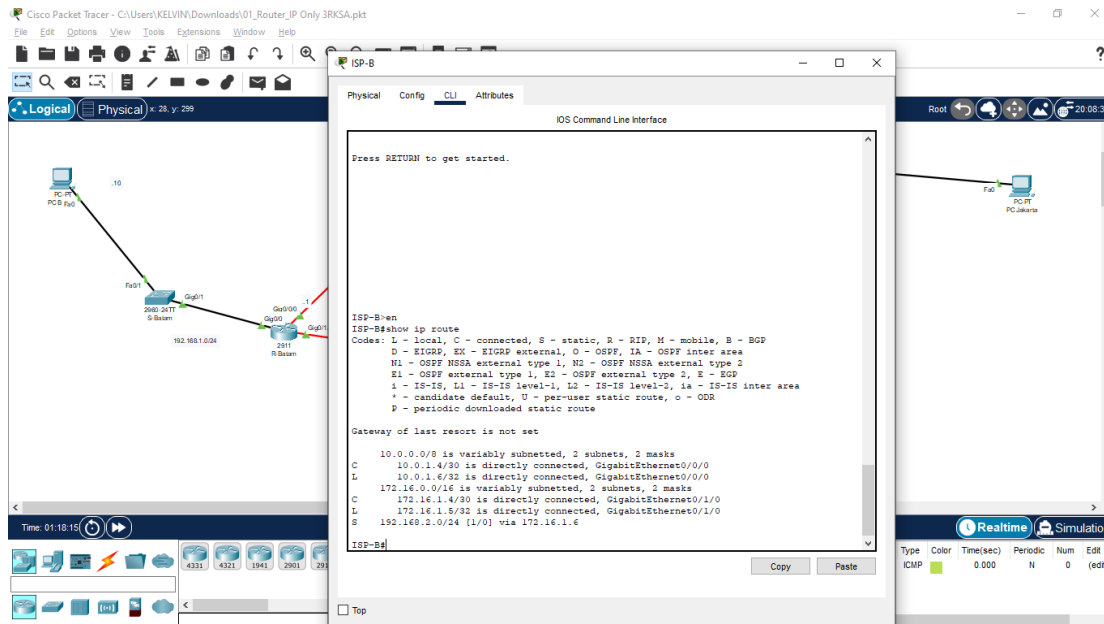 Cisco Packet Tracer - C:\Users\KELVIN\Downloads\01_Router_IP Only 3RKSA.pkt
File Edit Options View Tools Extensions Window Help
?
ISP-B
Physical Config CLI Attributes
Logical Physical x: 28, y: 299
Root 20:08:3
IOS Command Line Interface
Press RETURN to get started.
.10
PC-PT
PC B Fa0
Fa0
PC-PT
PC Jakarta
Fa0/1
Gig0/1
2960-24TT
S-Batam
192.168.1.0/24
Gig0/0/0 .1
Gig0/0
Gig0/1
2911
R-Batam
ISP-B>en
ISP-B#show ip route
Codes: L - local, C - connected, S - static, R - RIP, M - mobile, B - BGP
D - EIGRP, EX - EIGRP external, O - OSPF, IA - OSPF inter area
N1 - OSPF NSSA external type 1, N2 - OSPF NSSA external type 2
E1 - OSPF external type 1, E2 - OSPF external type 2, E - EGP
i - IS-IS, L1 - IS-IS level-1, L2 - IS-IS level-2, ia - IS-IS inter area
* - candidate default, U - per-user static route, o - ODR
P - periodic downloaded static route
Gateway of last resort is not set
10.0.0.0/8 is variably subnetted, 2 subnets, 2 masks
C 10.0.1.4/30 is directly connected, GigabitEthernet0/0/0
L 10.0.1.6/32 is directly connected, GigabitEthernet0/0/0
172.16.0.0/16 is variably subnetted, 2 subnets, 2 masks
C 172.16.1.4/30 is directly connected, GigabitEthernet0/1/0
L 172.16.1.5/32 is directly connected, GigabitEthernet0/1/0
S 192.168.2.0/24 [1/0] via 172.16.1.6
ISP-B#
Copy Paste
Top
Time: 01:18:15
Realtime Simulatio
4331 4321 1941 2901 291
Type Color Time(sec) Periodic Num Edit
ICMP 0.000 N 0 (edi